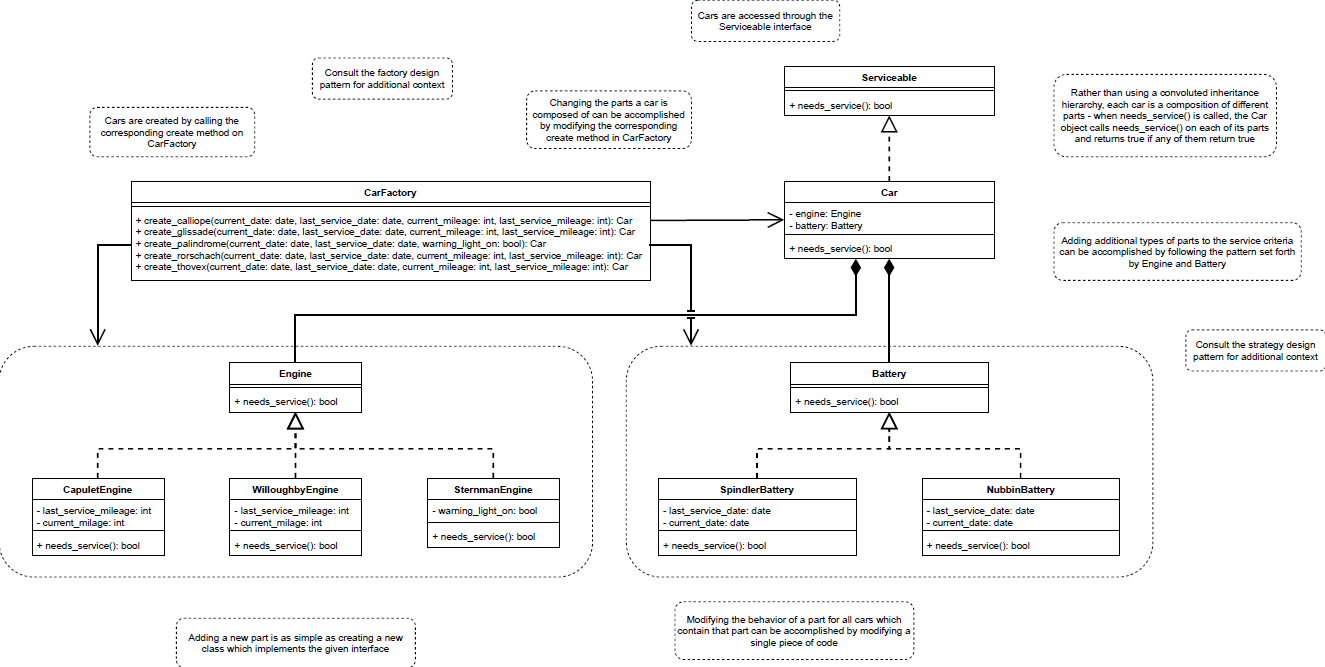 Cars are accessed through the
Serviceable interface
Consult the factory design
pattern for additional context
Serviceable
+ needs_service(): bool
Rather than using a convoluted inheritance
hierarchy, each car is a composition of different
parts - when needs_service() is called, the Car
object calls needs_service() on each of its parts
and returns true if any of them return true
Changing the parts a car is
composed of can be accomplished
by modifying the corresponding
create method in CarFactory
Cars are created by calling the
corresponding create method on
CarFactory
CarFactory
+ create_calliope(current_date: date, last_service_date: date, current_mileage: int, last_service_mileage: int): Car
+ create_glissade(current_date: date, last_service_date: date, current_mileage: int, last_service_mileage: int): Car
+ create_palindrome(current_date: date, last_service_date: date, warning_light_on: bool): Car
+ create_rorschach(current_date: date, last_service_date: date, current_mileage: int, last_service_mileage: int): Car
+ create_thovex(current_date: date, last_service_date: date, current_mileage: int, last_service_mileage: int): Car
Car
- engine: Engine
- battery: Battery
+ needs_service(): bool
Adding additional types of parts to the service criteria
can be accomplished by following the pattern set forth
by Engine and Battery
Consult the strategy design
pattern for additional context
Engine
+ needs_service(): bool
Battery
+ needs_service(): bool
CapuletEngine
- last_service_mileage: int
- current_milage: int
+ needs_service(): bool
WilloughbyEngine
- last_service_mileage: int
- current_milage: int
+ needs_service(): bool
SternmanEngine
- warning_light_on: bool
+ needs_service(): bool
SpindlerBattery
- last_service_date: date
- current_date: date
+ needs_service(): bool
NubbinBattery
- last_service_date: date
- current_date: date
+ needs_service(): bool
Adding a new part is as simple as creating a new
class which implements the given interface
Modifying the behavior of a part for all cars which
contain that part can be accomplished by modifying a
single piece of code